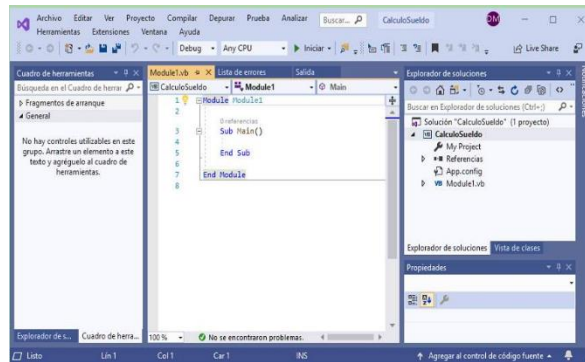 Archivo Editar Ver Proyecto Compilar Depurar Prueba Analizar Buscar... CalculoSueldo DM
Herramientas Extensiones Ventana Ayuda
Debug Any CPU Iniciar Live Share
Cuadro de herramientas
Búsqueda en el Cuadro de herrar
Fragmentos de arranque
General
No hay controles utilizables en este
grupo. Arrastre un elemento a este
texto y agréguelo al cuadro de
herramientas.
Explorador de s... Cuadro de herra...
Module1.vb Lista de errores Salida
CalculoSueldo Module1 Main
1 Module Module1
2
0 referencias
3 Sub Main()
4
5 End Sub
6
7 End Module
8
100 % No se encontraron problemas.
Explorador de soluciones
Buscar en Explorador de soluciones (Ctrl+;)
Solución "CalculoSueldo" (1 proyecto)
CalculoSueldo
My Project
Referencias
App.config
VB Module1.vb
Explorador de soluciones Vista de clases
Propiedades
Listo Lín 1 Col 1 Car 1 INS Agregar al control de código fuente